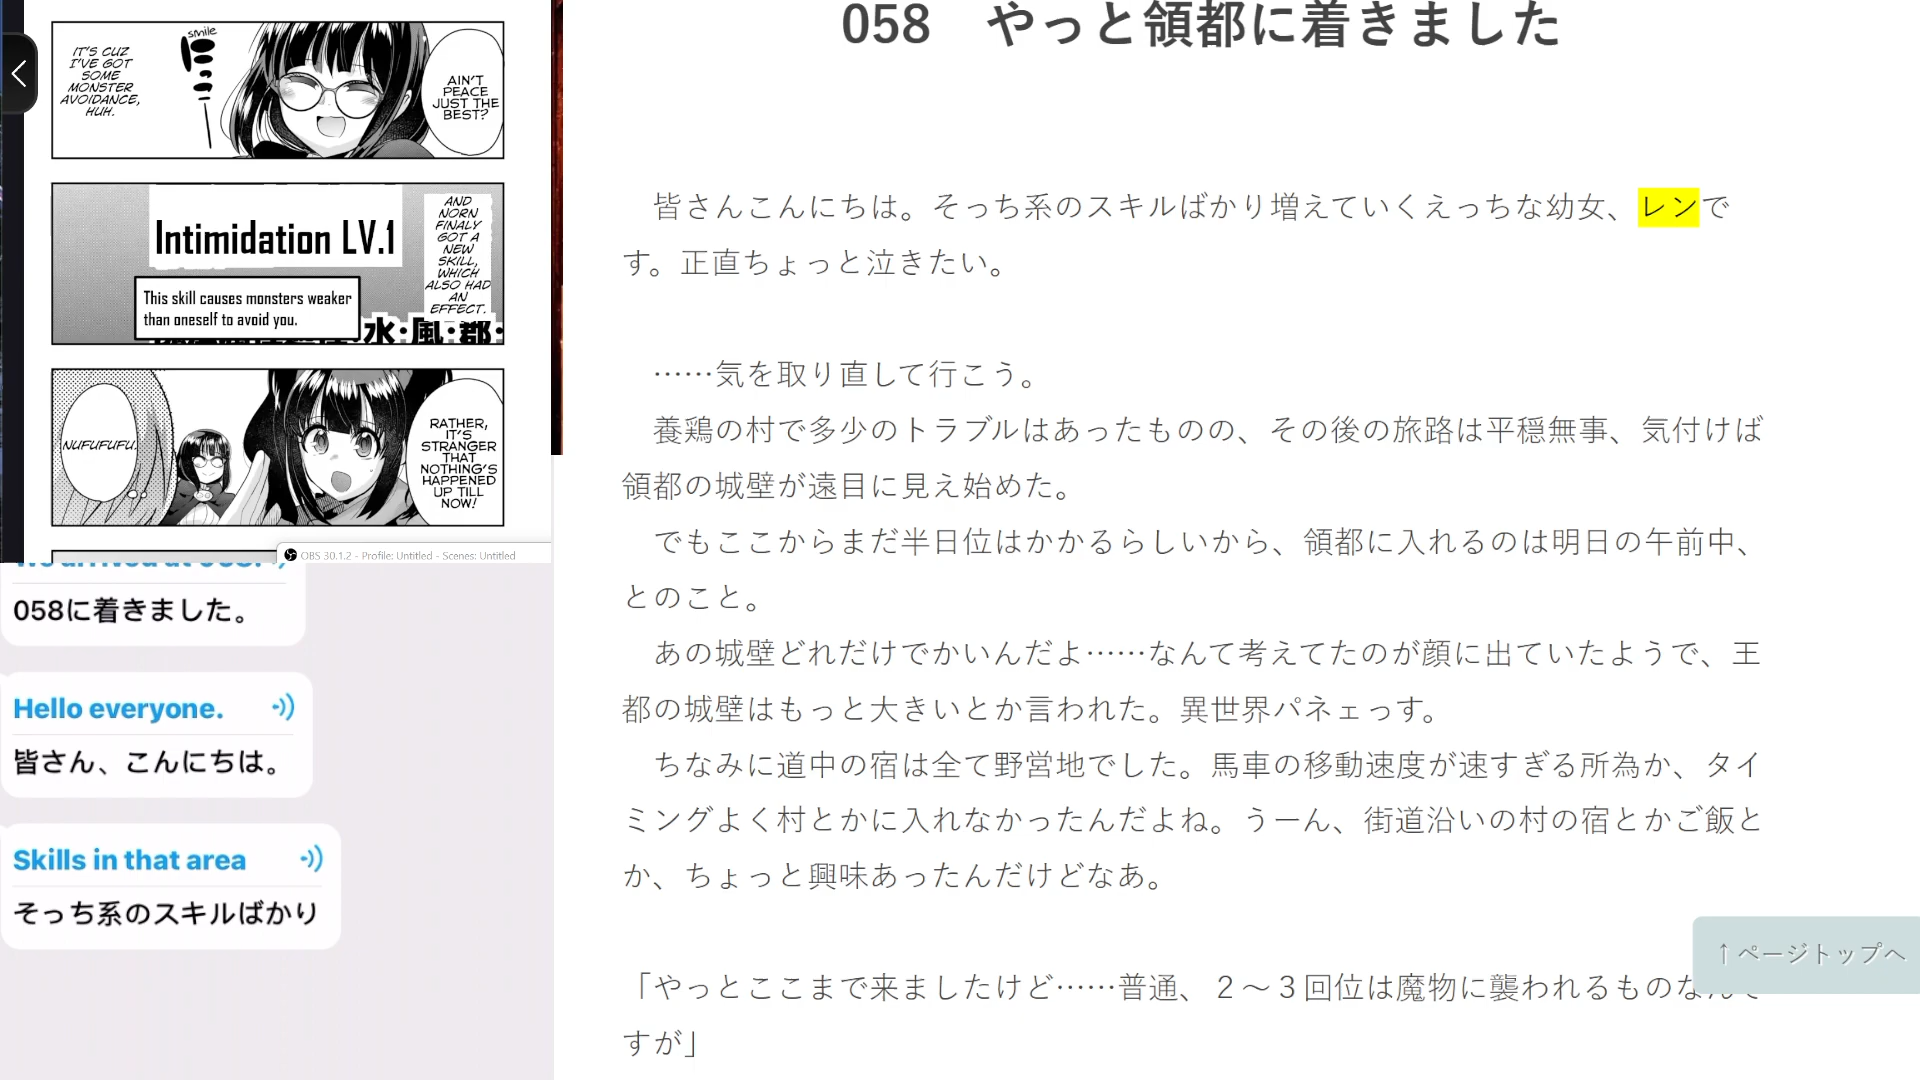 smile
にっこー
IT'S CUZ
I'VE GOT
SOME
MONSTER
AVOIDANCE,
HUH.
AIN'T
PEACE
JUST THE
BEST?
Intimidation LV.1
This skill causes monsters weaker
than oneself to avoid you.
AND
NORN
FINALY
GOT A
NEW
SKILL,
WHICH
ALSO HAD
AN
EFFECT.
水・風・郡・
NUFUFUFU.
RATHER,
IT'S
STRANGER
THAT
NOTHING'S
HAPPENED
UP TILL
NOW!
OBS 30.1.2 - Profile: Untitled - Scenes: Untitled
058に着きました。
Hello everyone.
皆さん、こんにちは。
Skills in that area
そっち系のスキルばかり
058　やっと領都に着きました
皆さんこんにちは。そっち系のスキルばかり増えていくえっちな幼女、レンで
す。正直ちょっと泣きたい。
……気を取り直して行こう。
養鶏の村で多少のトラブルはあったものの、その後の旅路は平穏無事、気付けば
領都の城壁が遠目に見え始めた。
でもここからまだ半日位はかかるらしいから、領都に入れるのは明日の午前中、
とのこと。
あの城壁どれだけでかいんだよ……なんて考えてたのが顔に出ていたようで、王
都の城壁はもっと大きいとか言われた。異世界パネェっす。
ちなみに道中の宿は全て野営地でした。馬車の移動速度が速すぎる所為か、タイ
ミングよく村とかに入れなかったんだよね。うーん、街道沿いの村の宿とかご飯と
か、ちょっと興味あったんだけどなあ。
「やっとここまで来ましたけど……普通、２～３回位は魔物に襲われるものな
すが」
↑ページトップへ